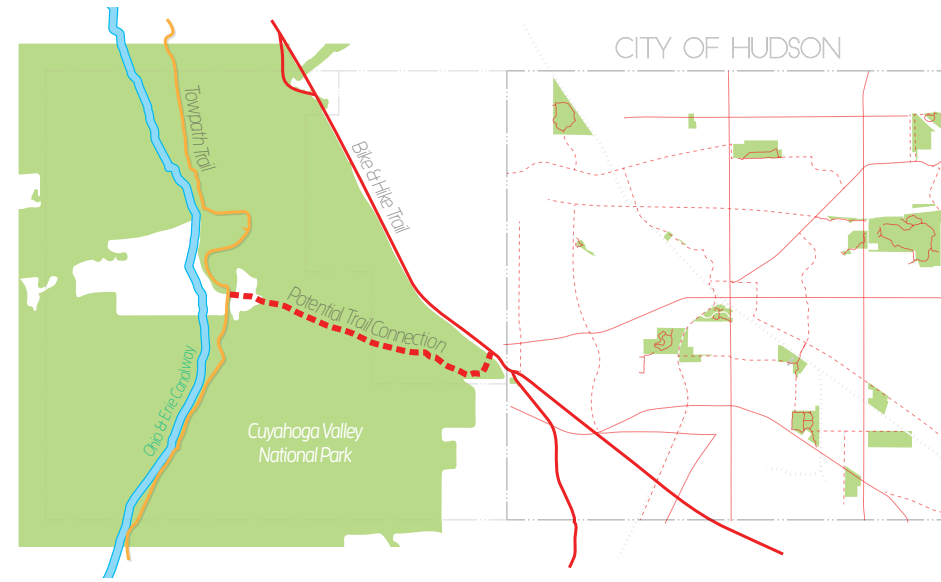 CITY OF HUDSON
Towpath Trail
Bike & Hike Trail
Potential Trail Connection
Ohio & Erie Canalway
Cuyahoga Valley
National Park